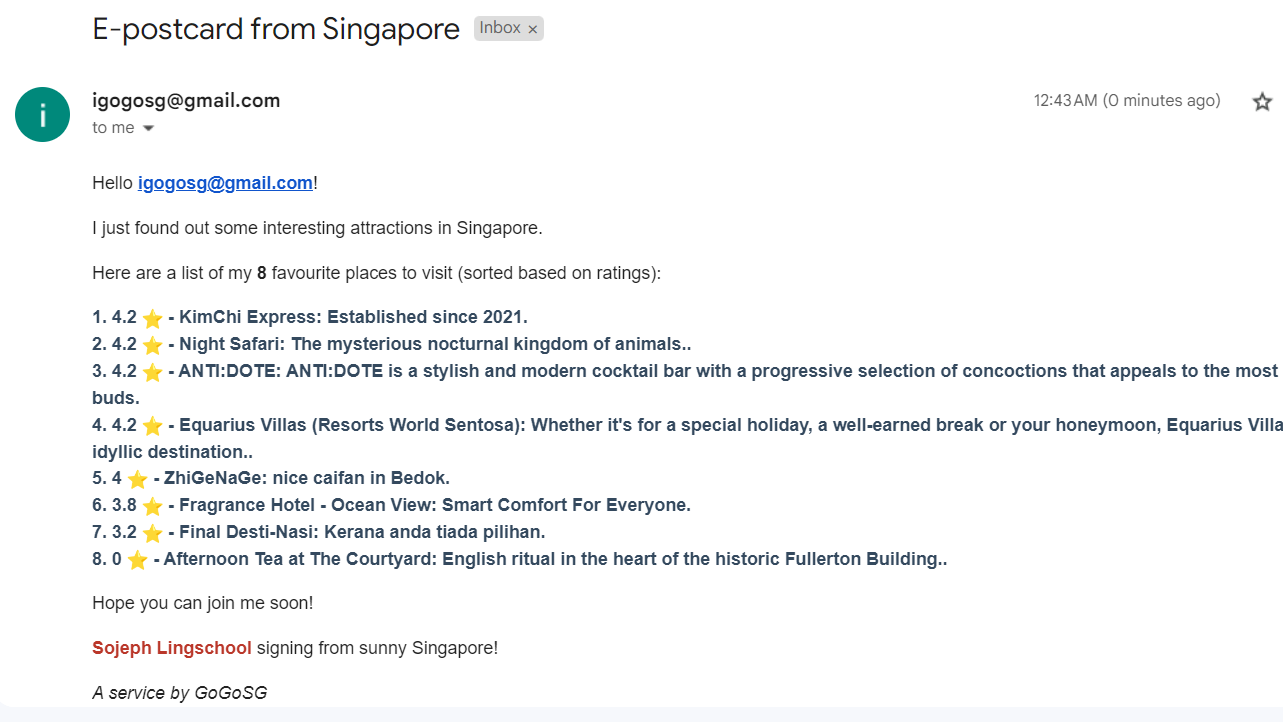 E-postcard from Singapore Inbox ×
i
igogosg@gmail.com 12:43 AM (0 minutes ago)
to me
Hello igogosg@gmail.com!
I just found out some interesting attractions in Singapore.
Here are a list of my 8 favourite places to visit (sorted based on ratings):
1. 4.2 ⭐ - KimChi Express: Established since 2021.
2. 4.2 ⭐ - Night Safari: The mysterious nocturnal kingdom of animals..
3. 4.2 ⭐ - ANTI:DOTE: ANTI:DOTE is a stylish and modern cocktail bar with a progressive selection of concoctions that appeals to the most
buds.
4. 4.2 ⭐ - Equarius Villas (Resorts World Sentosa): Whether it's for a special holiday, a well-earned break or your honeymoon, Equarius Villa
idyllic destination..
5. 4 ⭐ - ZhiGeNaGe: nice caifan in Bedok.
6. 3.8 ⭐ - Fragrance Hotel - Ocean View: Smart Comfort For Everyone.
7. 3.2 ⭐ - Final Desti-Nasi: Kerana anda tiada pilihan.
8. 0 ⭐ - Afternoon Tea at The Courtyard: English ritual in the heart of the historic Fullerton Building..
Hope you can join me soon!
Sojeph Lingschool signing from sunny Singapore!
A service by GoGoSG